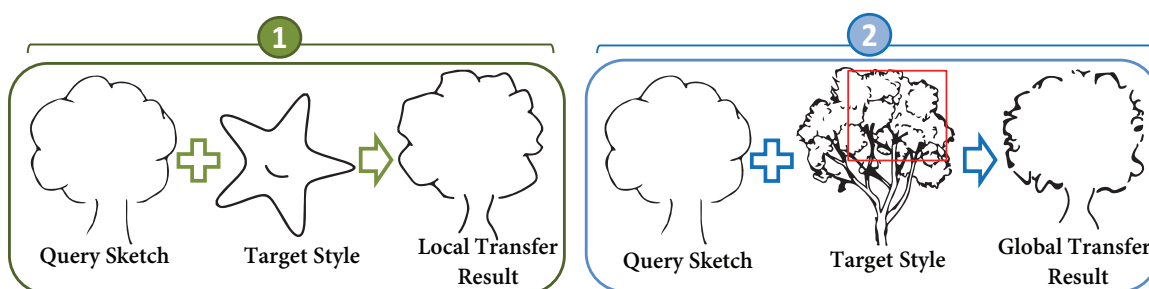 1
Query Sketch
Target Style
Local Transfer
Result
2
Query Sketch
Target Style
Global Transfer
Result